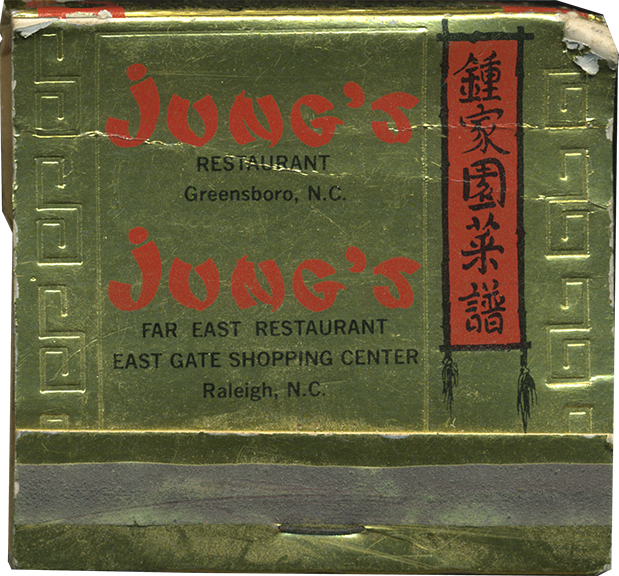 JUNG'S
RESTAURANT
Greensboro, N.C.
JUNG'S
FAR EAST RESTAURANT
EAST GATE SHOPPING CENTER
Raleigh, N.C.
鍾家園菜譜